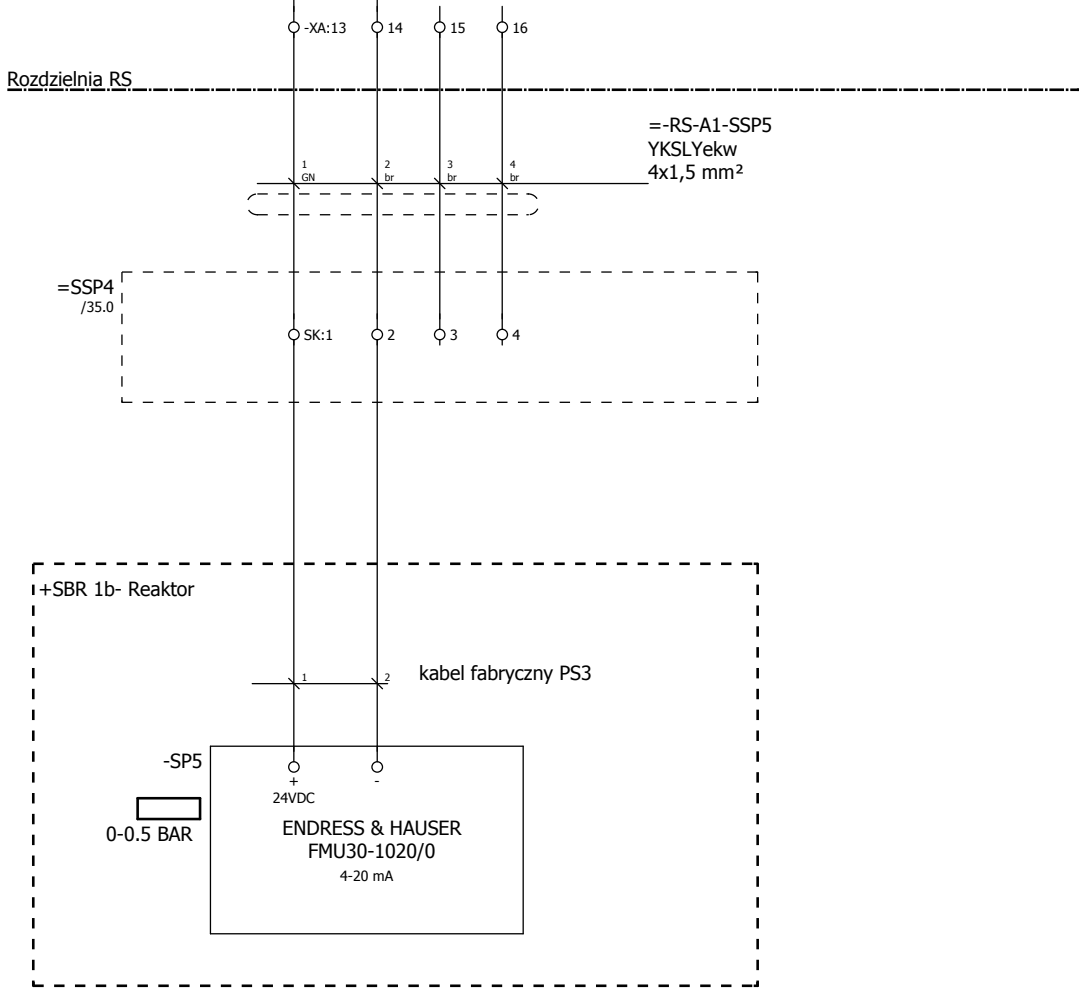 -XA:13 14 15 16
Rozdzielnia RS
=-RS-A1-SSP5
YKSLYekw
4x1,5 mm²
1 2 3 4
GN br br br
=SSP4
/35.0
SK:1 2 3 4
+SBR 1b- Reaktor
kabel fabryczny PS3
1 2
-SP5
+ -
24VDC
0-0.5 BAR
ENDRESS & HAUSER
FMU30-1020/0
4-20 mA